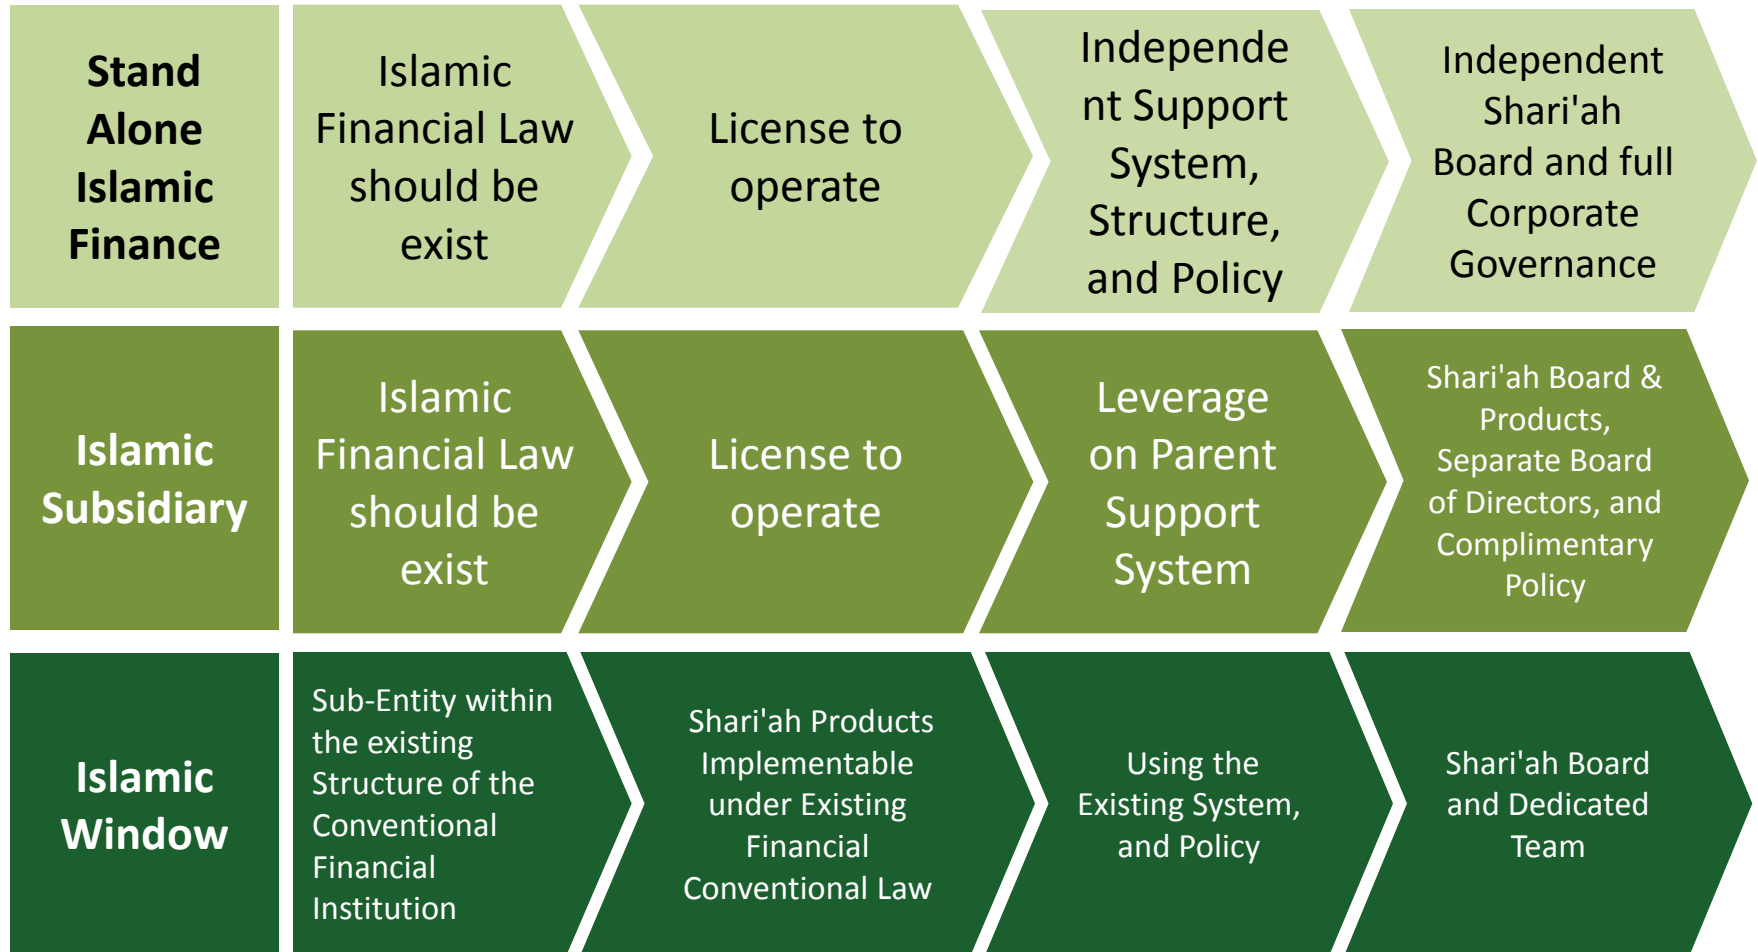 Stand
Alone
Islamic
Finance
Islamic
Financial Law
should be
exist
License to
operate
Independe
nt Support
System,
Structure,
and Policy
Independent
Shari'ah
Board and full
Corporate
Governance
Islamic
Subsidiary
Islamic
Financial Law
should be
exist
License to
operate
Leverage
on Parent
Support
System
Shari'ah Board &
Products,
Separate Board
of Directors, and
Complimentary
Policy
Islamic
Window
Sub-Entity within
the existing
Structure of the
Conventional
Financial
Institution
Shari'ah Products
Implementable
under Existing
Financial
Conventional Law
Using the
Existing System,
and Policy
Shari'ah Board
and Dedicated
Team